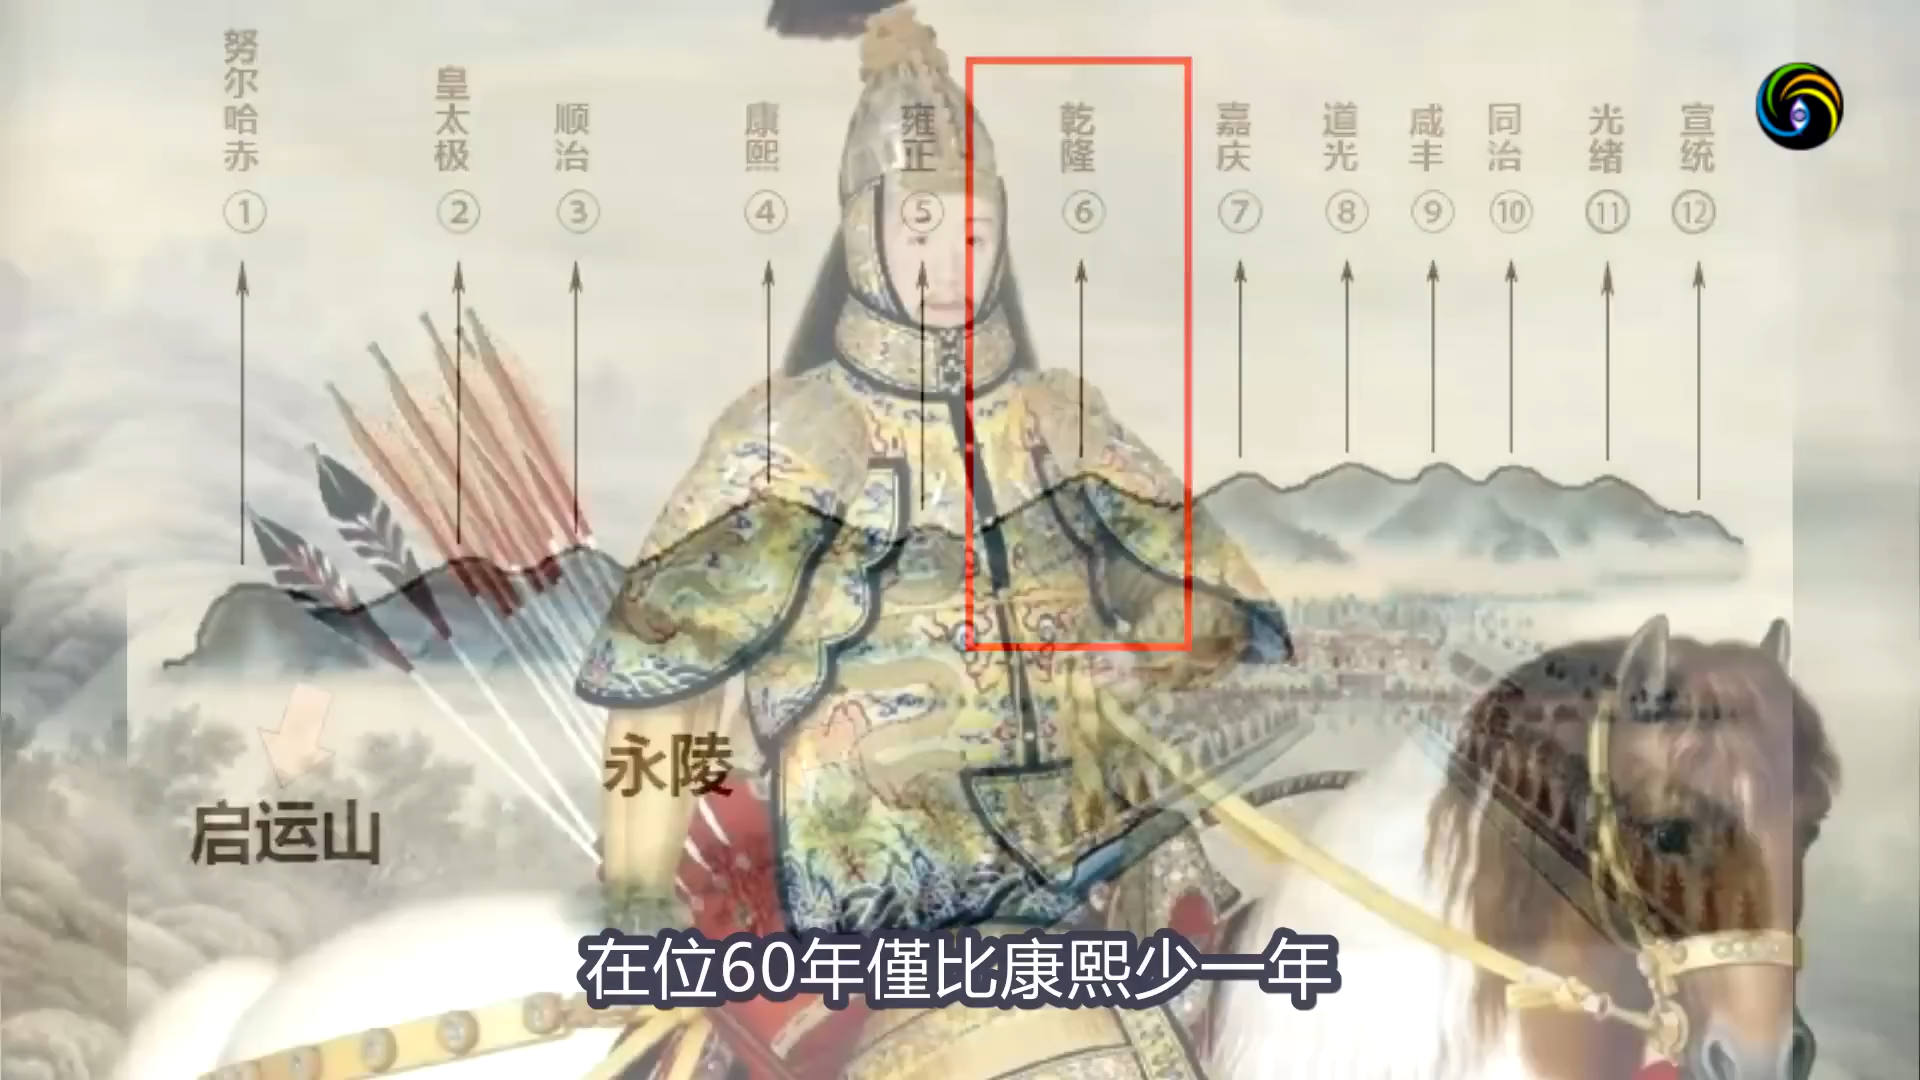 努尔哈赤
①
皇太极
②
顺治
③
康熙
④
雍正
⑤
乾隆
⑥
嘉庆
⑦
道光
⑧
咸丰
⑨
同治
⑩
光绪
⑪
宣统
⑫
永陵
启运山
在位60年僅比康熙少一年